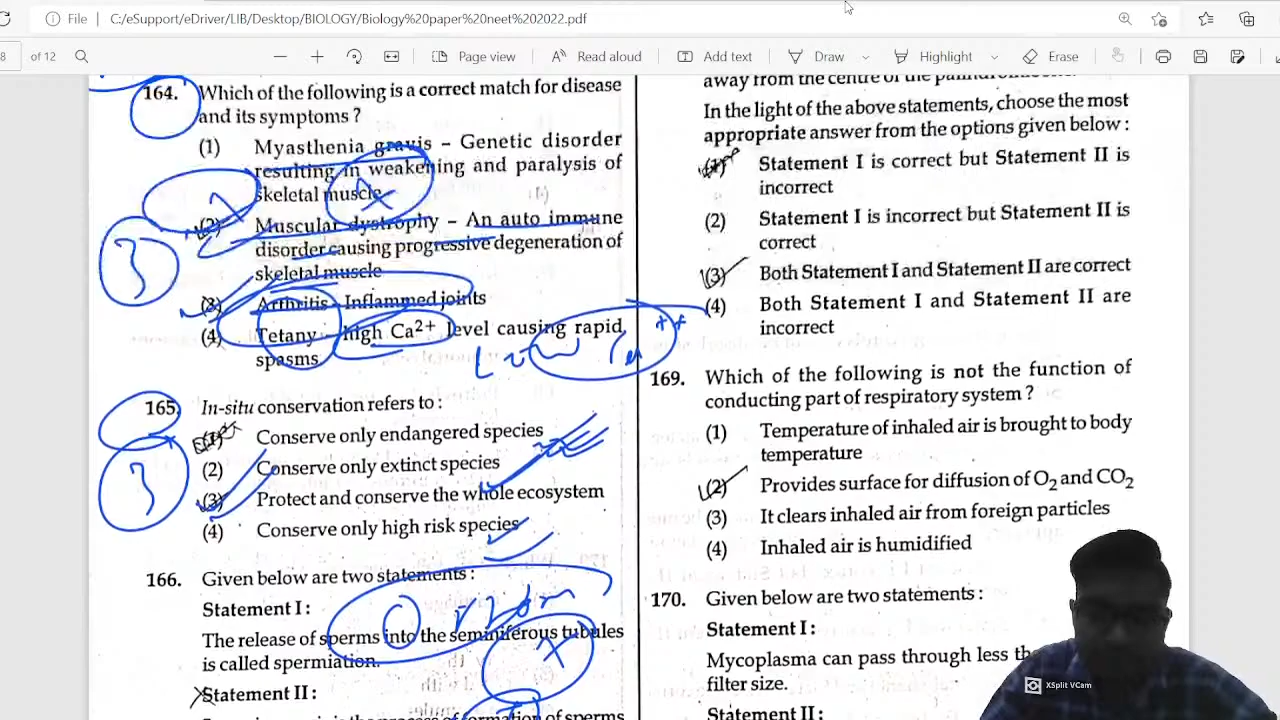 File
C:/eSupport/eDriver/LIB/Desktop/BIOLOGY/Biology%20paper%20neet%202022.pdf
8 of 12
Page view
Read aloud
Add text
Draw
Highlight
Erase
164. Which of the following is a correct match for disease
and its symptoms ?
(1) Myasthenia gravis – Genetic disorder
resulting in weakening and paralysis of
skeletal muscle
(2) Muscular dystrophy – An auto immune
disorder causing progressive degeneration of
skeletal muscle
(3) Arthritis - Inflammed joints
(4) Tetany - high Ca2+ level causing rapid
spasms
3
Low Ca++
165. In-situ conservation refers to :
(1) Conserve only endangered species
(2) Conserve only extinct species
(3) Protect and conserve the whole ecosystem
(4) Conserve only high risk species
3
166. Given below are two statements :
Statement I :
The release of sperms into the seminiferous tubules
is called spermiation.
Statement II :
of formation of sperms
In the light of the above statements, choose the most
appropriate answer from the options given below :
(1) Statement I is correct but Statement II is
incorrect
(2) Statement I is incorrect but Statement II is
correct
(3) Both Statement I and Statement II are correct
(4) Both Statement I and Statement II are
incorrect
169. Which of the following is not the function of
conducting part of respiratory system ?
(1) Temperature of inhaled air is brought to body
temperature
(2) Provides surface for diffusion of O2 and CO2
(3) It clears inhaled air from foreign particles
(4) Inhaled air is humidified
170. Given below are two statements :
Statement I :
Mycoplasma can pass through less
filter size.
Statement II :
XSplit VCam